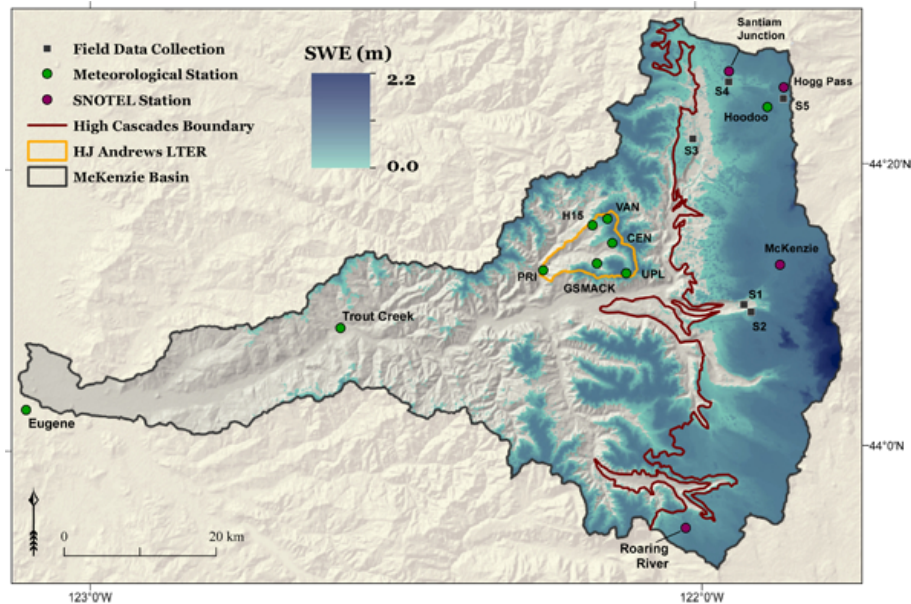 Field Data Collection
Meteorological Station
SNOTEL Station
High Cascades Boundary
HJ Andrews LTER
McKenzie Basin
SWE (m)
2.2
0.0
Santiam
Junction
Hogg Pass
S4
S5
Hoodoo
S3
44°20'N
VAN
H15
CEN
McKenzie
PRI
UPL
GSMACK
S1
S2
Trout Creek
Eugene
44°0'N
0
20 km
Roaring
River
123°0'W
122°0'W